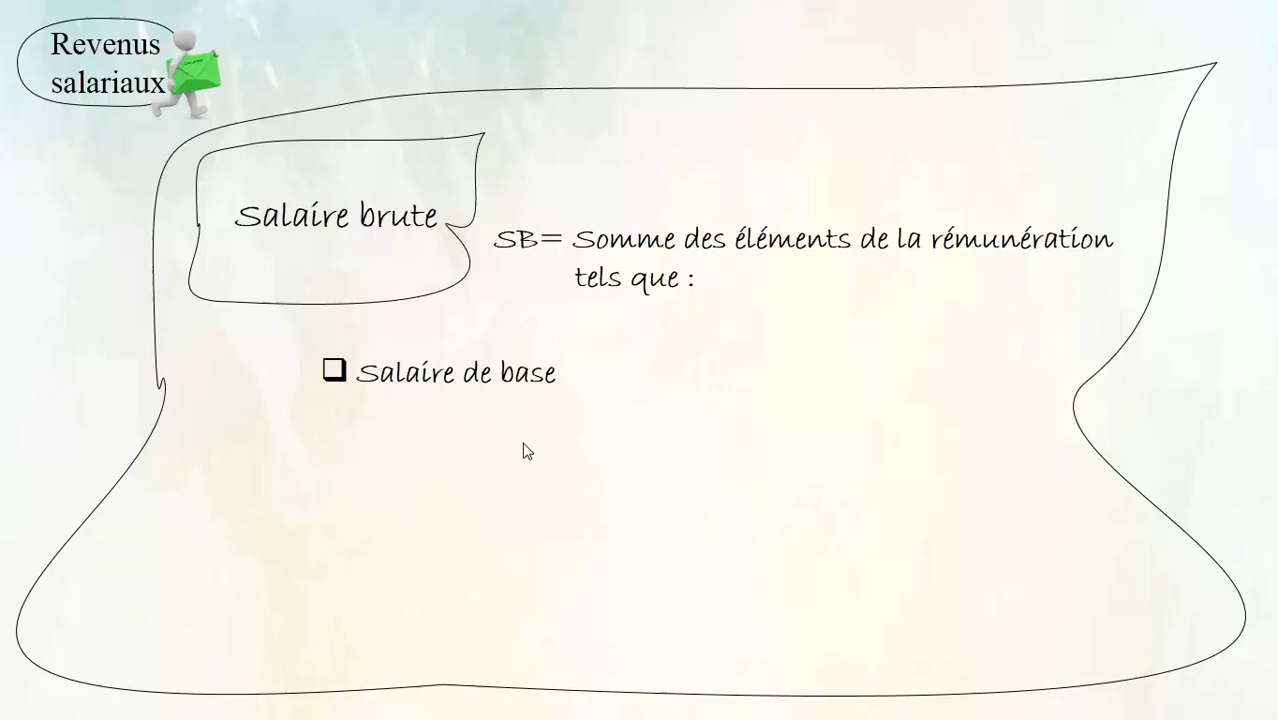 Revenus
salariaux
Salaire brute
SB= Somme des éléments de la rémunération
tels que :
❑ Salaire de base